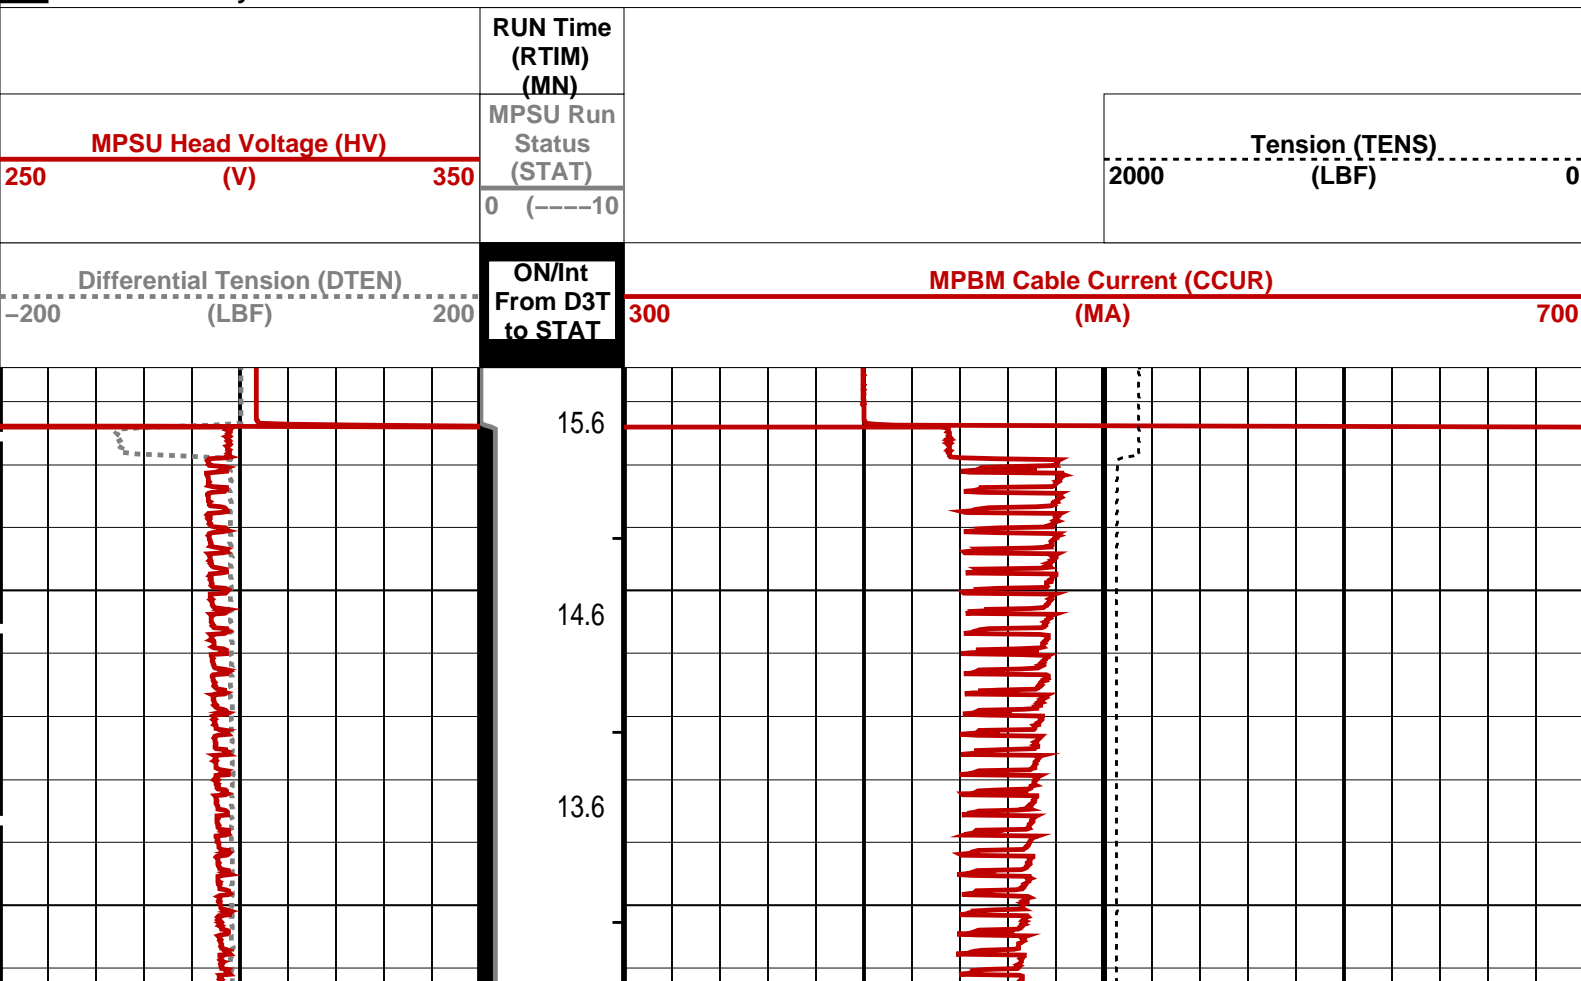 RUN Time
(RTIM)
(MN)
MPSU Head Voltage (HV)
250 (V) 350
MPSU Run
Status
(STAT)
0 (−−−−10
Tension (TENS)
2000 (LBF) 0
Differential Tension (DTEN)
−200 (LBF) 200
ON/Int
From D3T
to STAT
MPBM Cable Current (CCUR)
300 (MA) 700
15.6
14.6
13.6